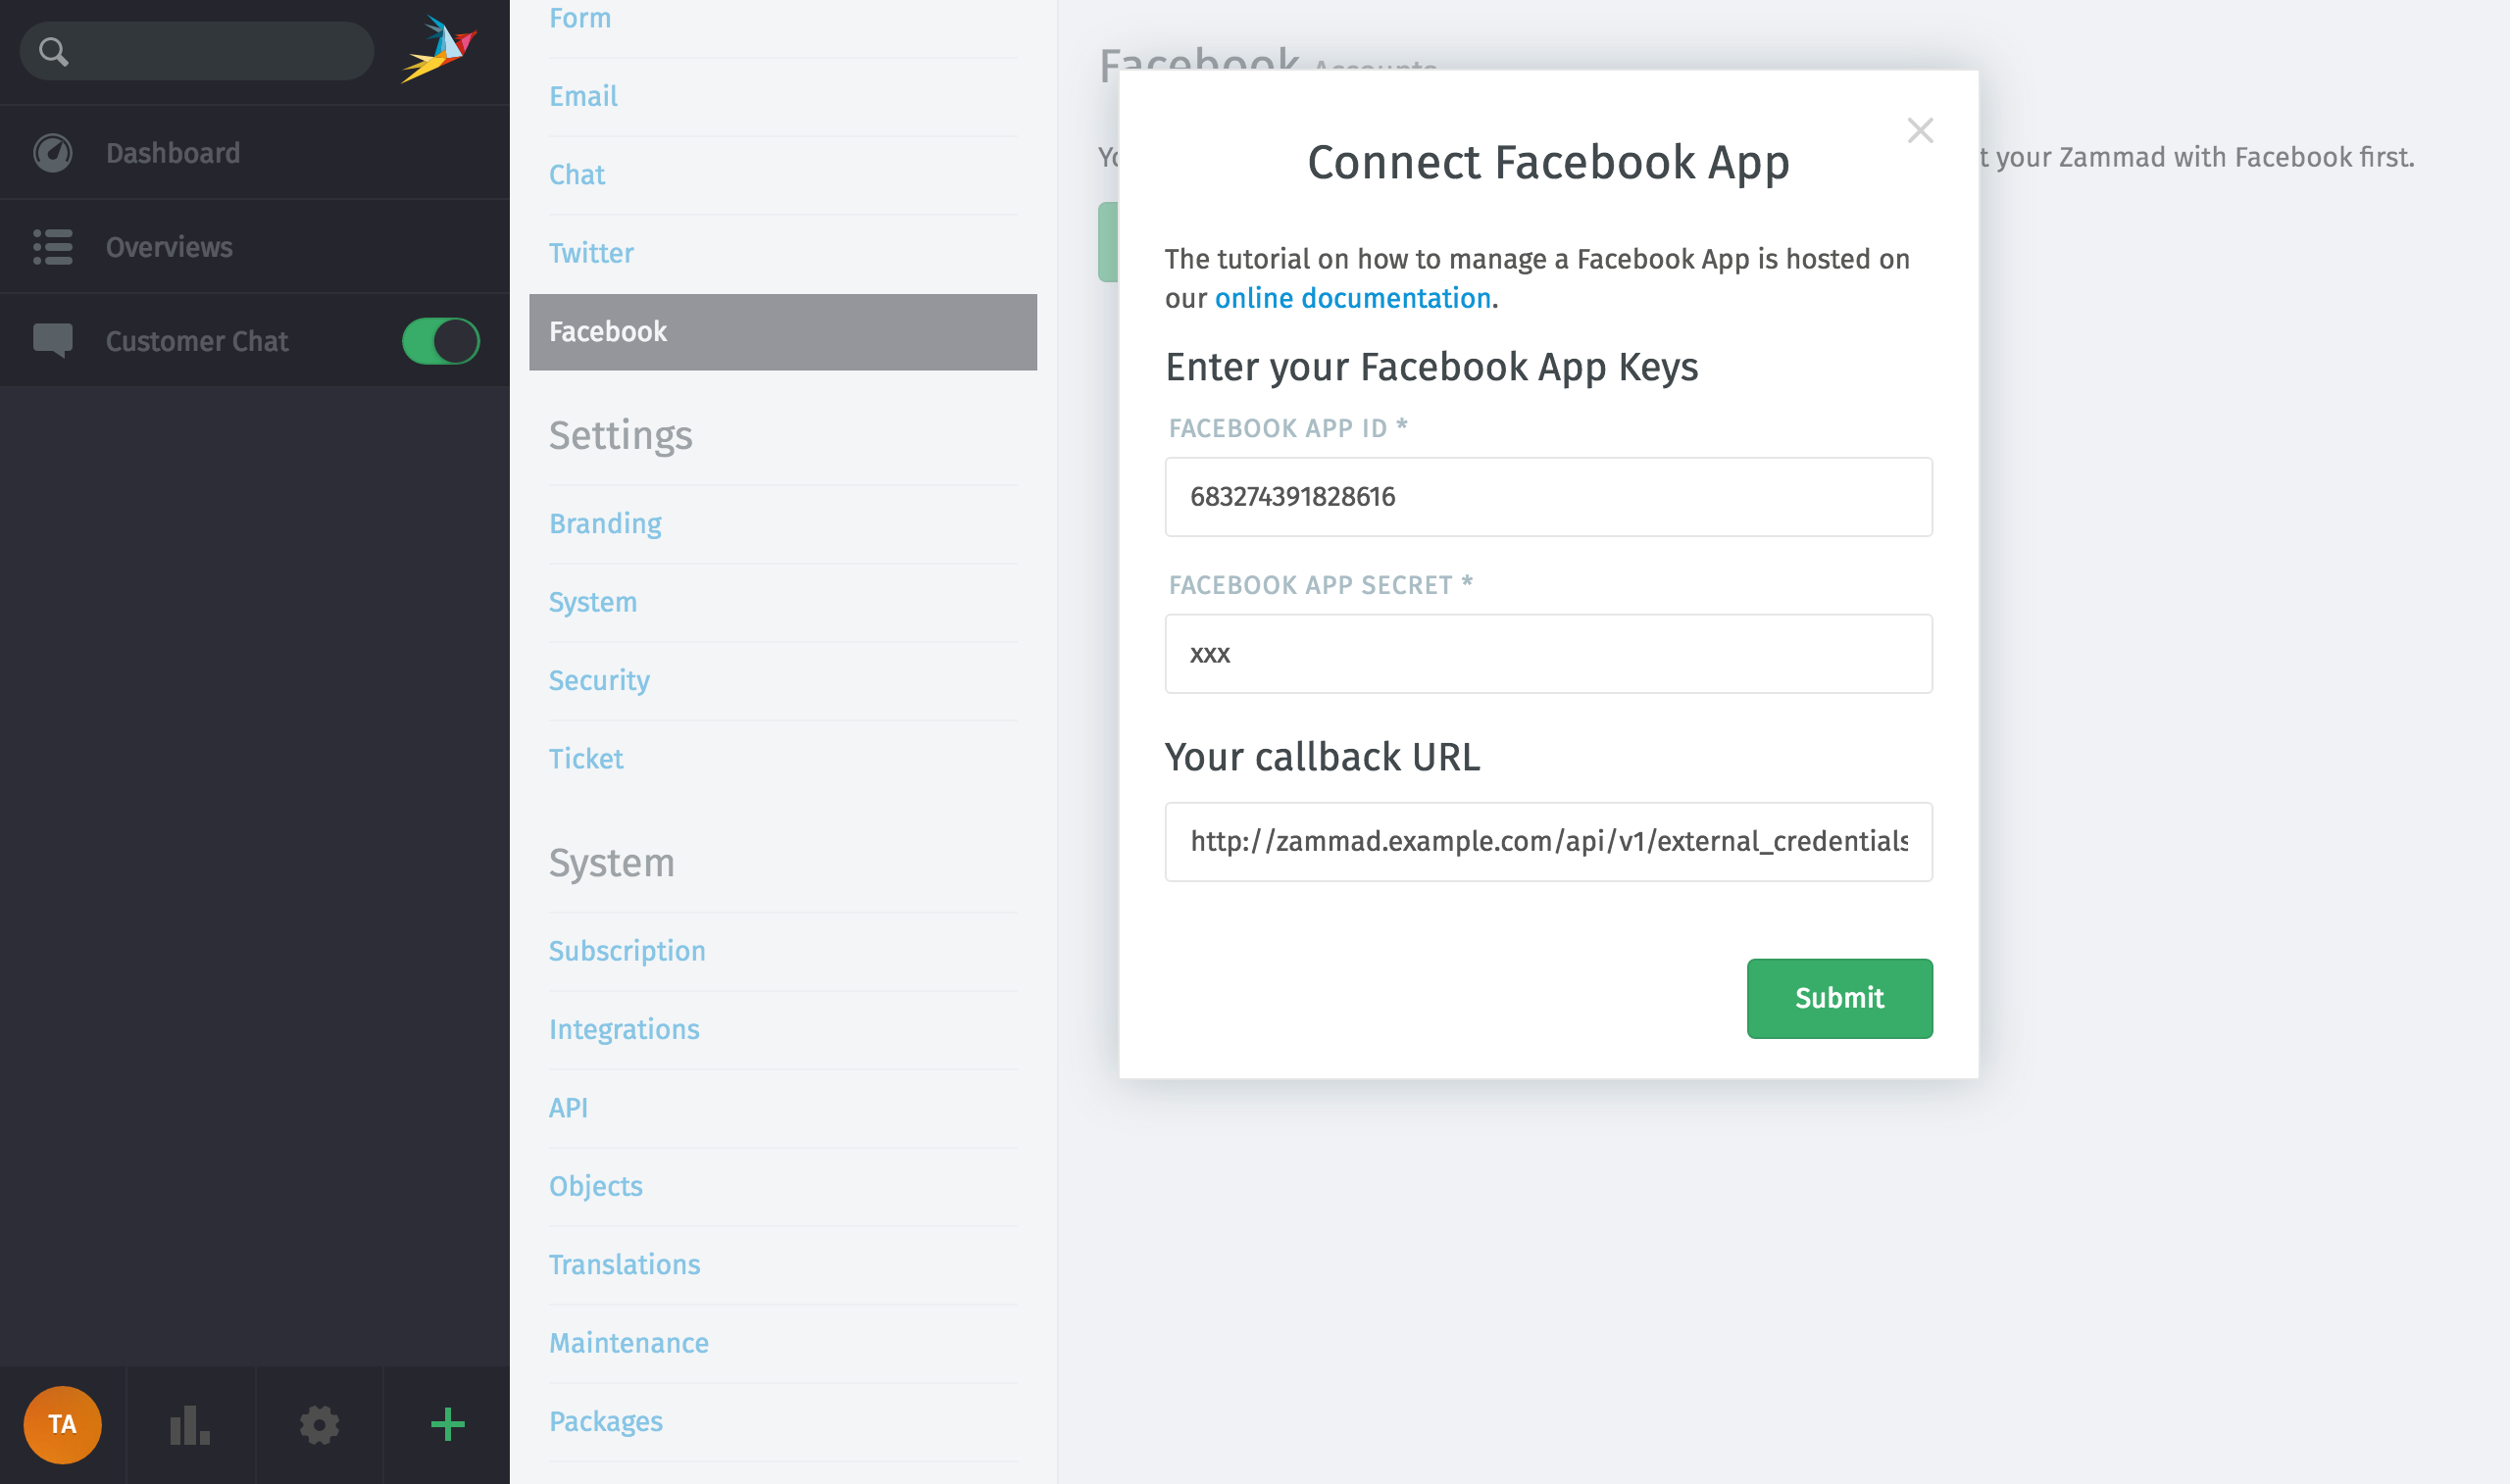 Dashboard
Overviews
Customer Chat
TA
Form
Email
Chat
Twitter
Facebook
Settings
Branding
System
Security
Ticket
System
Subscription
Integrations
API
Objects
Translations
Maintenance
Packages
Facebook Accounts
t your Zammad with Facebook first.
Connect Facebook App
The tutorial on how to manage a Facebook App is hosted on
our online documentation.
Enter your Facebook App Keys
FACEBOOK APP ID *
683274391828616
FACEBOOK APP SECRET *
xxx
Your callback URL
http://zammad.example.com/api/v1/external_credentials
Submit